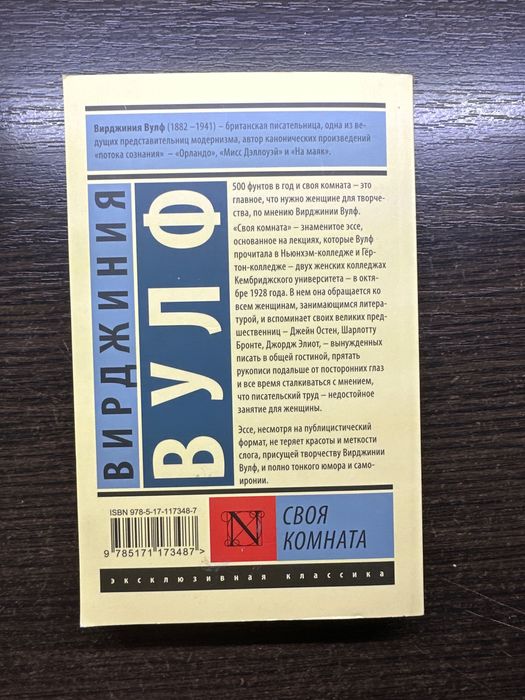 Вирджиния Вулф (1882 –1941) – британская писательница, одна из ве-
дущих представительниц модернизма, автор канонических произведений
«потока сознания» – «Орландо», «Мисс Дэллоуэй» и «На маяк».
ВИРДЖИНИЯ
ВУЛФ
500 фунтов в год и своя комната – это
главное, что нужно женщине для творче-
ства, по мнению Вирджинии Вулф.
«Своя комната» – знаменитое эссе,
основанное на лекциях, которые Вулф
прочитала в Ньюнхэм-колледже и Гёр-
тон-колледже – двух женских колледжах
Кембриджского университета – в октя-
бре 1928 года. В нем она обращается ко
всем женщинам, занимающимся литера-
турой, и вспоминает своих великих пред-
шественниц – Джейн Остен, Шарлотту
Бронте, Джордж Элиот, – вынужденных
писать в общей гостиной, прятать
рукописи подальше от посторонних глаз
и все время сталкиваться с мнением,
что писательский труд – недостойное
занятие для женщины.
Эссе, несмотря на публицистический
формат, не теряет красоты и меткости
слога, присущей творчеству Вирджинии
Вулф, и полно тонкого юмора и само-
иронии.
ISBN 978-5-17-117348-7
9 785171 173487 >
N
СВОЯ
КОМНАТА
эксклюзивная классика